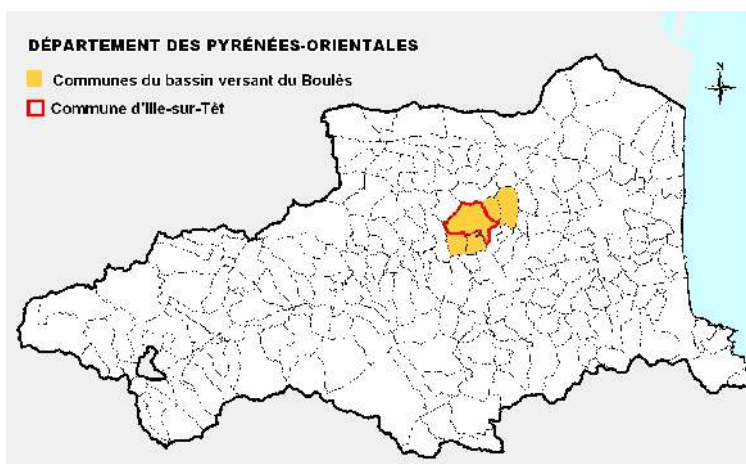 DÉPARTEMENT DES PYRÉNÉES-ORIENTALES
Communes du bassin versant du Boulès
Commune d'Ille-sur-Têt
N